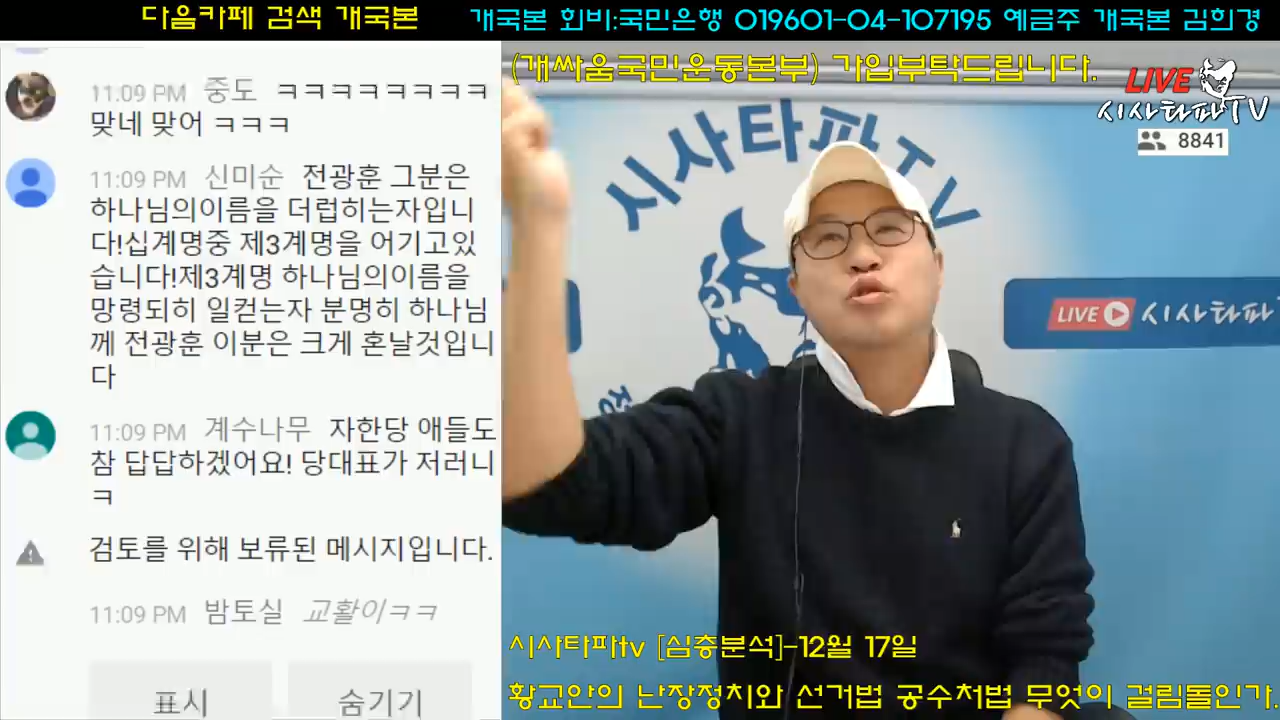 다음카페 검색 개국본
개국본 회비:국민은행 019601-04-107195 예금주 개국본 김희경
(개싸움국민운동본부) 가입부탁드립니다.
LIVE
시사타파TV
8841
11:09 PM 중도 ㅋㅋㅋㅋㅋㅋㅋㅋ
맞네 맞어 ㅋㅋㅋ
11:09 PM 신미순 전광훈 그분은
하나님의이름을 더럽히는자입니
다!십계명중 제3계명을 어기고있
습니다!제3계명 하나님의이름을
망령되히 일컫는자 분명히 하나님
께 전광훈 이분은 크게 혼날것입니
다
11:09 PM 계수나무 자한당 애들도
참 답답하겠어요! 당대표가 저러니
ㅋ
검토를 위해 보류된 메시지입니다.
11:09 PM 밤토실 교활이ㅋㅋ
표시 숨기기
시사타파TV
LIVE 시사타파
시사타파tv [심층분석]-12월 17일
황교안의 난장정치와 선거법 공수처법 무엇이 걸림돌인가.